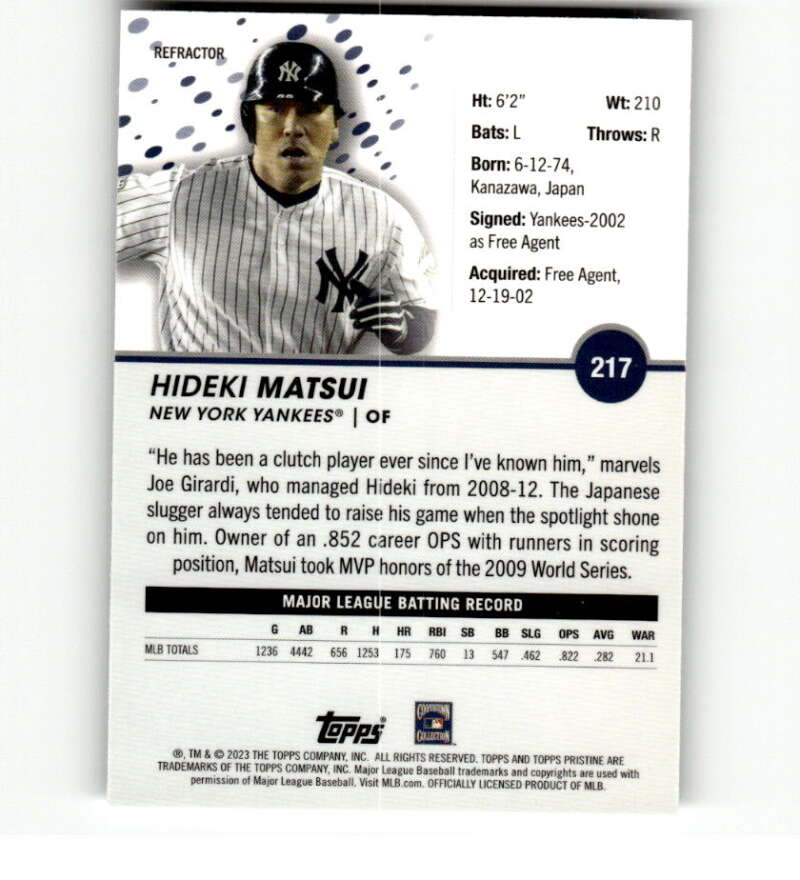 REFRACTOR
Ht: 6'2" Wt: 210
Bats: L Throws: R
Born: 6-12-74,
Kanazawa, Japan
Signed: Yankees-2002
as Free Agent
Acquired: Free Agent,
12-19-02
217
HIDEKI MATSUI
NEW YORK YANKEES® | OF
"He has been a clutch player ever since I've known him," marvels
Joe Girardi, who managed Hideki from 2008-12. The Japanese
slugger always tended to raise his game when the spotlight shone
on him. Owner of an .852 career OPS with runners in scoring
position, Matsui took MVP honors of the 2009 World Series.
MAJOR LEAGUE BATTING RECORD
G AB R H HR RBI SB BB SLG OPS AVG WAR
MLB TOTALS 1236 4442 656 1253 175 760 13 547 .462 .822 .282 21.1
Topps®
COOPERSTOWN
COLLECTION™
®, TM & © 2023 THE TOPPS COMPANY, INC. ALL RIGHTS RESERVED. TOPPS AND TOPPS PRISTINE ARE
TRADEMARKS OF THE TOPPS COMPANY, INC. Major League Baseball trademarks and copyrights are used with
permission of Major League Baseball. Visit MLB.com. OFFICIALLY LICENSED PRODUCT OF MLB.